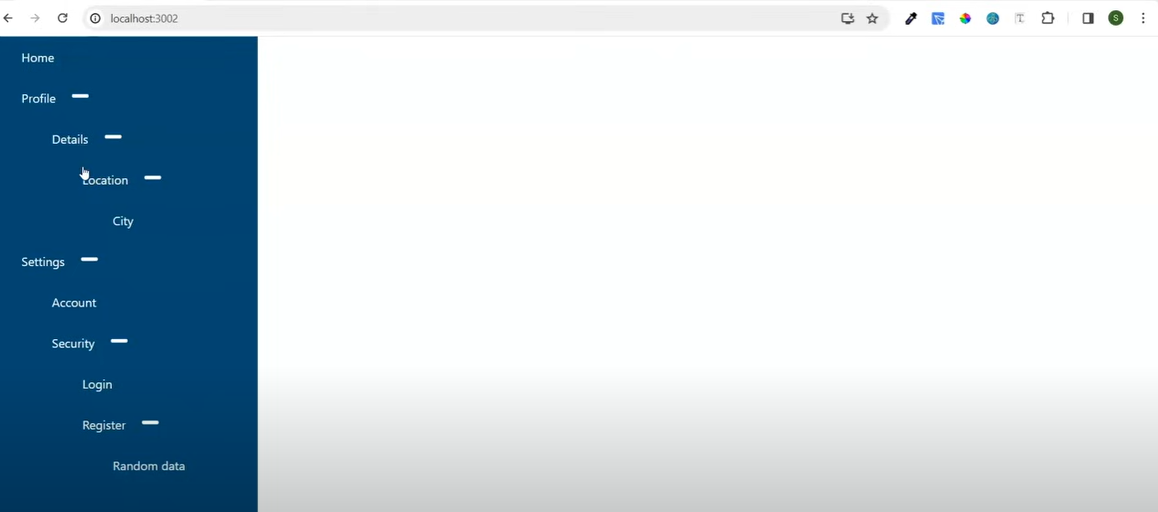 localhost:3002
S
Home
Profile
Details
Location
City
Settings
Account
Security
Login
Register
Random data